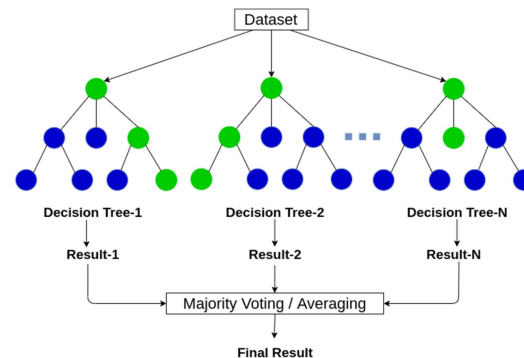 Dataset
Decision Tree-1
Decision Tree-2
Decision Tree-N
Result-1
Result-2
Result-N
Majority Voting / Averaging
Final Result